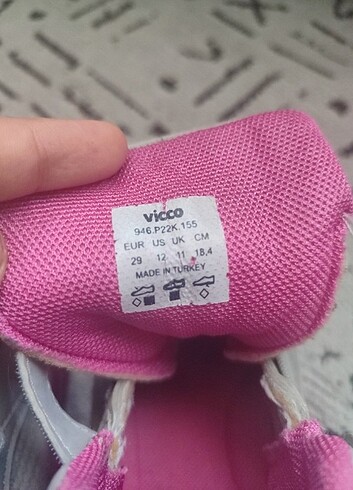 vicco
946.P22K.155
EUR US UK CM
29 12 11 18,4
MADE IN TURKEY